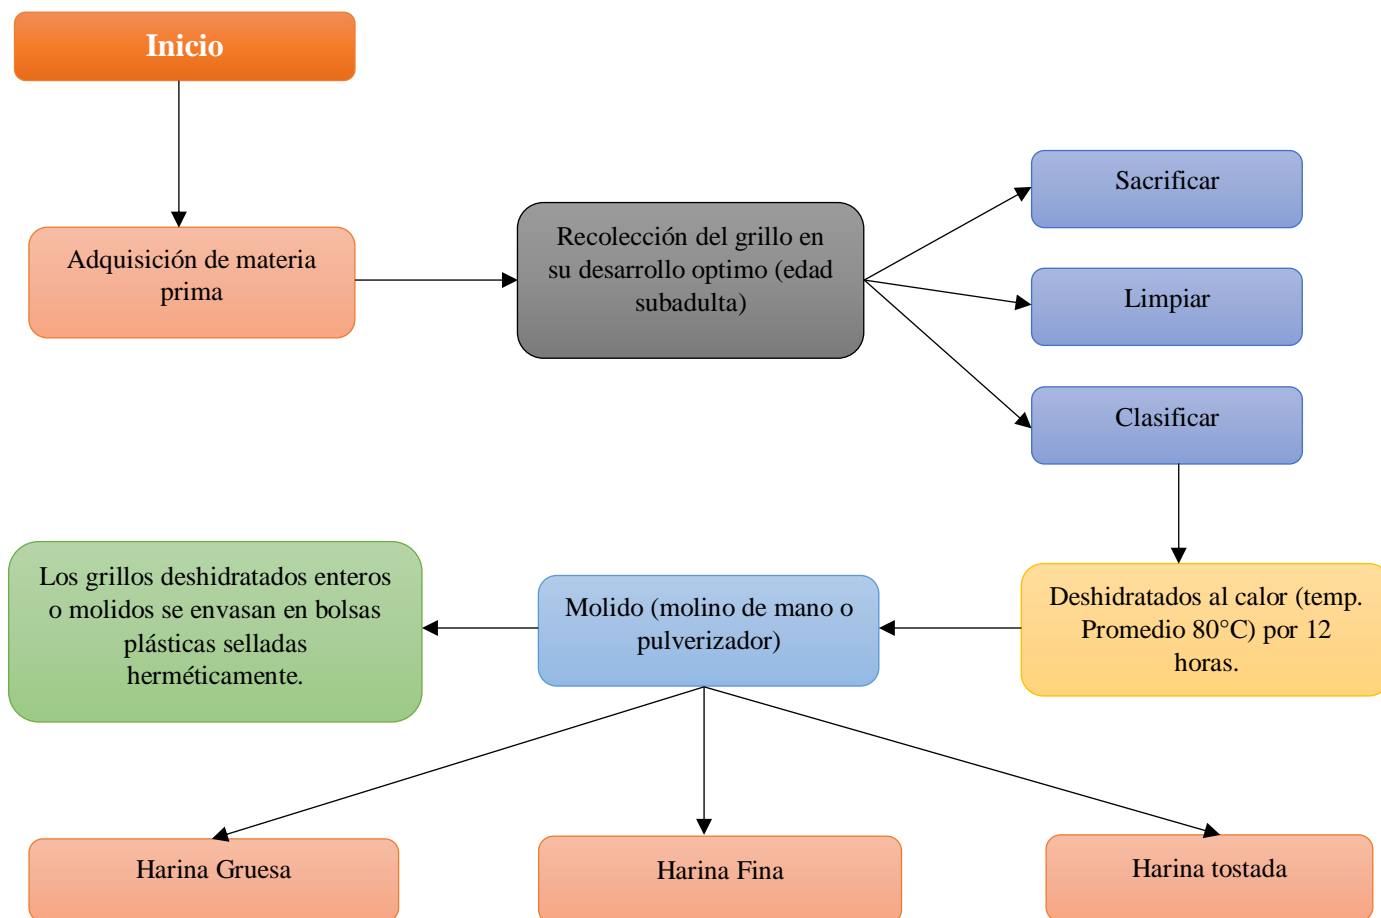 Inicio
Adquisición de materia
prima
Recolección del grillo en
su desarrollo optimo (edad
subadulta)
Sacrificar
Limpiar
Clasificar
Deshidratados al calor (temp.
Promedio 80°C) por 12
horas.
Molido (molino de mano o
pulverizador)
Los grillos deshidratados enteros
o molidos se envasan en bolsas
plásticas selladas
herméticamente.
Harina Gruesa
Harina Fina
Harina tostada